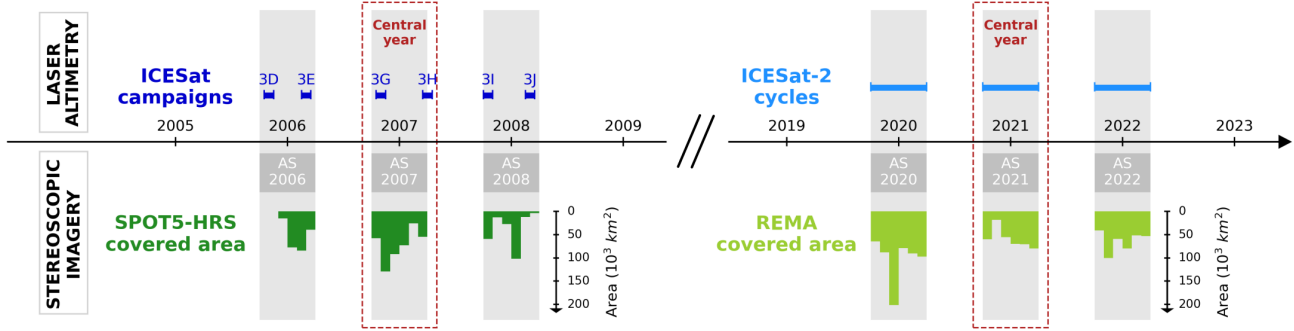 LASER
ALTIMETRY
ICESat
campaigns
3D
3E
Central
year
3G
3H
3I
3J
ICESat-2
cycles
Central
year
2005
2006
2007
2008
2009
2019
2020
2021
2022
2023
STEREOSCOPIC
IMAGERY
AS
2006
AS
2007
AS
2008
AS
2020
AS
2021
AS
2022
SPOT5-HRS
covered area
0
50
100
150
200
Area (10³ km²)
REMA
covered area
0
50
100
150
200
Area (10³ km²)